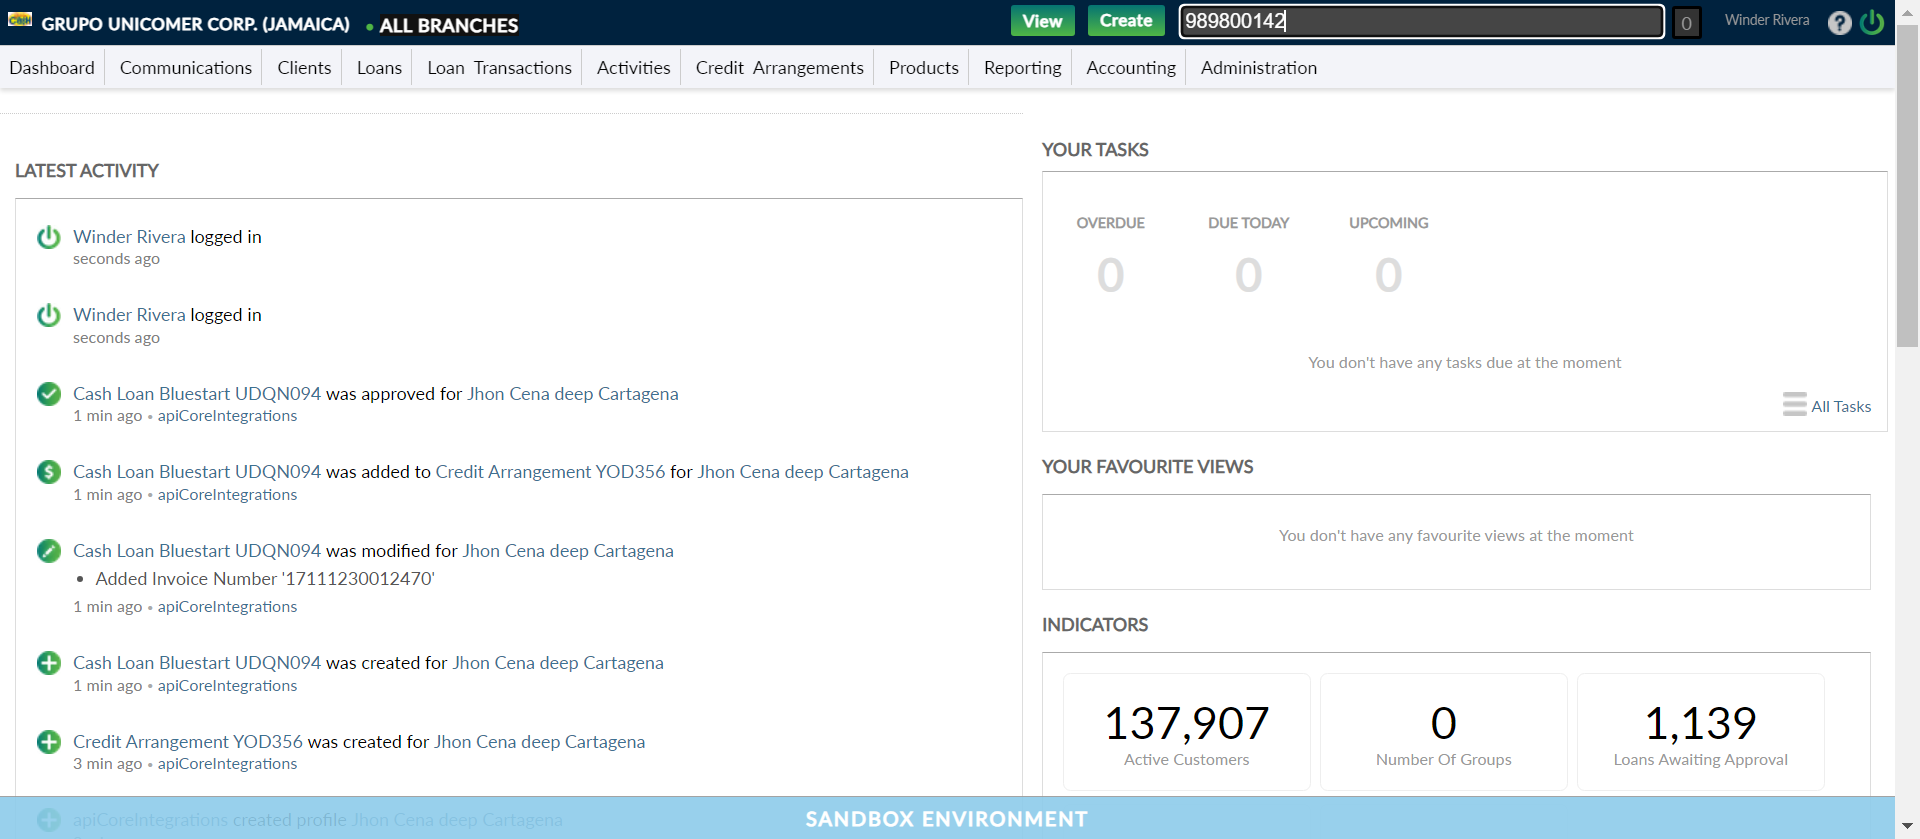 CASH GRUPO UNICOMER CORP. (JAMAICA) • ALL BRANCHES View Create 989800142 0 Winder Rivera ?
Dashboard Communications Clients Loans Loan Transactions Activities Credit Arrangements Products Reporting Accounting Administration
LATEST ACTIVITY
Winder Rivera logged in
seconds ago
Winder Rivera logged in
seconds ago
Cash Loan Bluestart UDQN094 was approved for Jhon Cena deep Cartagena
1 min ago • apiCoreIntegrations
Cash Loan Bluestart UDQN094 was added to Credit Arrangement YOD356 for Jhon Cena deep Cartagena
1 min ago • apiCoreIntegrations
Cash Loan Bluestart UDQN094 was modified for Jhon Cena deep Cartagena
• Added Invoice Number '17111230012470'
1 min ago • apiCoreIntegrations
Cash Loan Bluestart UDQN094 was created for Jhon Cena deep Cartagena
1 min ago • apiCoreIntegrations
Credit Arrangement YOD356 was created for Jhon Cena deep Cartagena
3 min ago • apiCoreIntegrations
apiCoreIntegrations created profile Jhon Cena deep Cartagena
YOUR TASKS
OVERDUE DUE TODAY UPCOMING
0 0 0
You don't have any tasks due at the moment
All Tasks
YOUR FAVOURITE VIEWS
You don't have any favourite views at the moment
INDICATORS
137,907 0 1,139
Active Customers Number Of Groups Loans Awaiting Approval
SANDBOX ENVIRONMENT